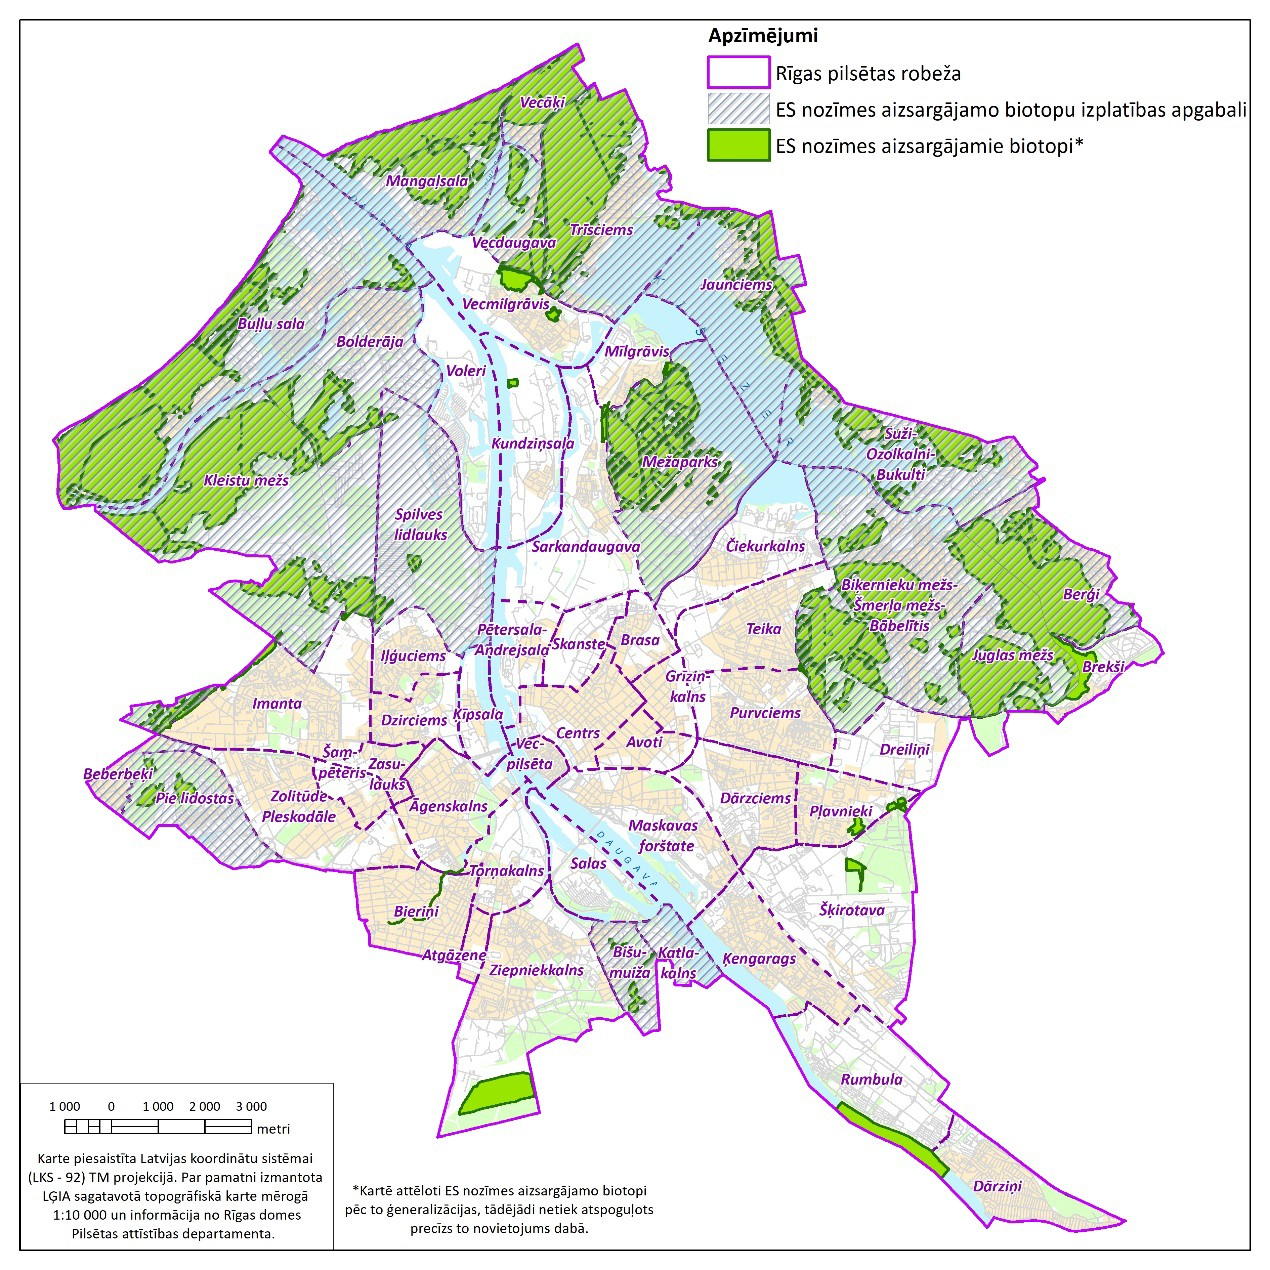 Apzīmējumi
Rīgas pilsētas robeža
ES nozīmes aizsargājamo biotopu izplatības apgabali
ES nozīmes aizsargājamie biotopi*
Vecāķi
Mangaļsala
Trīsciems
Vecdaugava
Jaunciems
Vecmīlgrāvis
Buļļu sala
Bolderāja
Mīlgrāvis
Voleri
ĶĪŠEZERS
Kundziņsala
Suži-
Ozolkalni-
Bukulti
Mežaparks
Kleistu mežs
Spilves
lidlauks
Sarkandaugava
Čiekurkalns
Biķernieku mežs-
Šmerļa mežs-
Bābelītis
Berģi
Teika
Pētersala-
Andrejsala
Skanste
Brasa
Iļģuciems
Juglas mežs
Brekši
Grīziņ-
kalns
Imanta
Dzirciems
Ķīpsala
Purvciems
Centrs
Avoti
Vec-
pilsēta
Dreiliņi
Šam-
pēteris
Zasu-
lauks
Beberbeķi
Pie lidostas
Zolitūde
Pleskodāle
Āgenskalns
Dārzciems
Pļavnieki
Maskavas
forštate
DAUGAVA
Salas
Torņakalns
Bieriņi
Šķirotava
Atgāzene
Ziepniekkalns
Bišu-
muiža
Katla-
kalns
Ķengarags
Rumbula
Dārziņi
1 000 0 1 000 2 000 3 000
metri
Karte piesaistīta Latvijas koordinātu sistēmai
(LKS - 92) TM projekcijā. Par pamatni izmantota
LĢIA sagatavotā topogrāfiskā karte mērogā
1:10 000 un informācija no Rīgas domes
Pilsētas attīstības departamenta.
*Kartē attēloti ES nozīmes aizsargājamo biotopi
pēc to ģeneralizācijas, tādējādi netiek atspoguļots
precīzs to novietojums dabā.